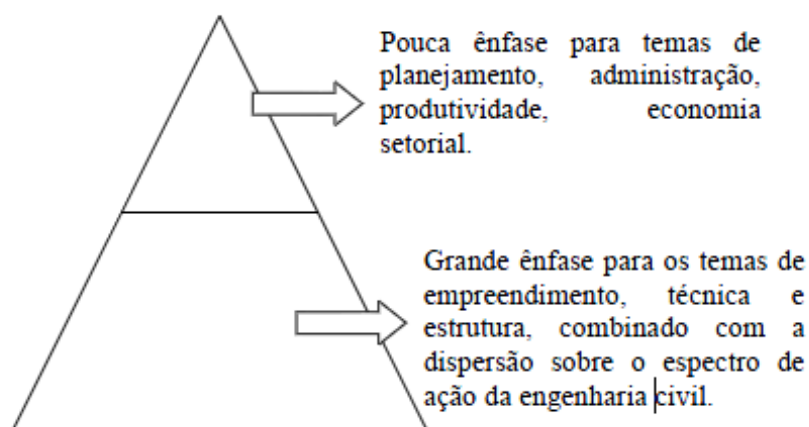 Pouca ênfase para temas de
planejamento, administração,
produtividade, economia
setorial.
Grande ênfase para os temas de
empreendimento, técnica e
estrutura, combinado com a
dispersão sobre o espectro de
ação da engenharia civil.